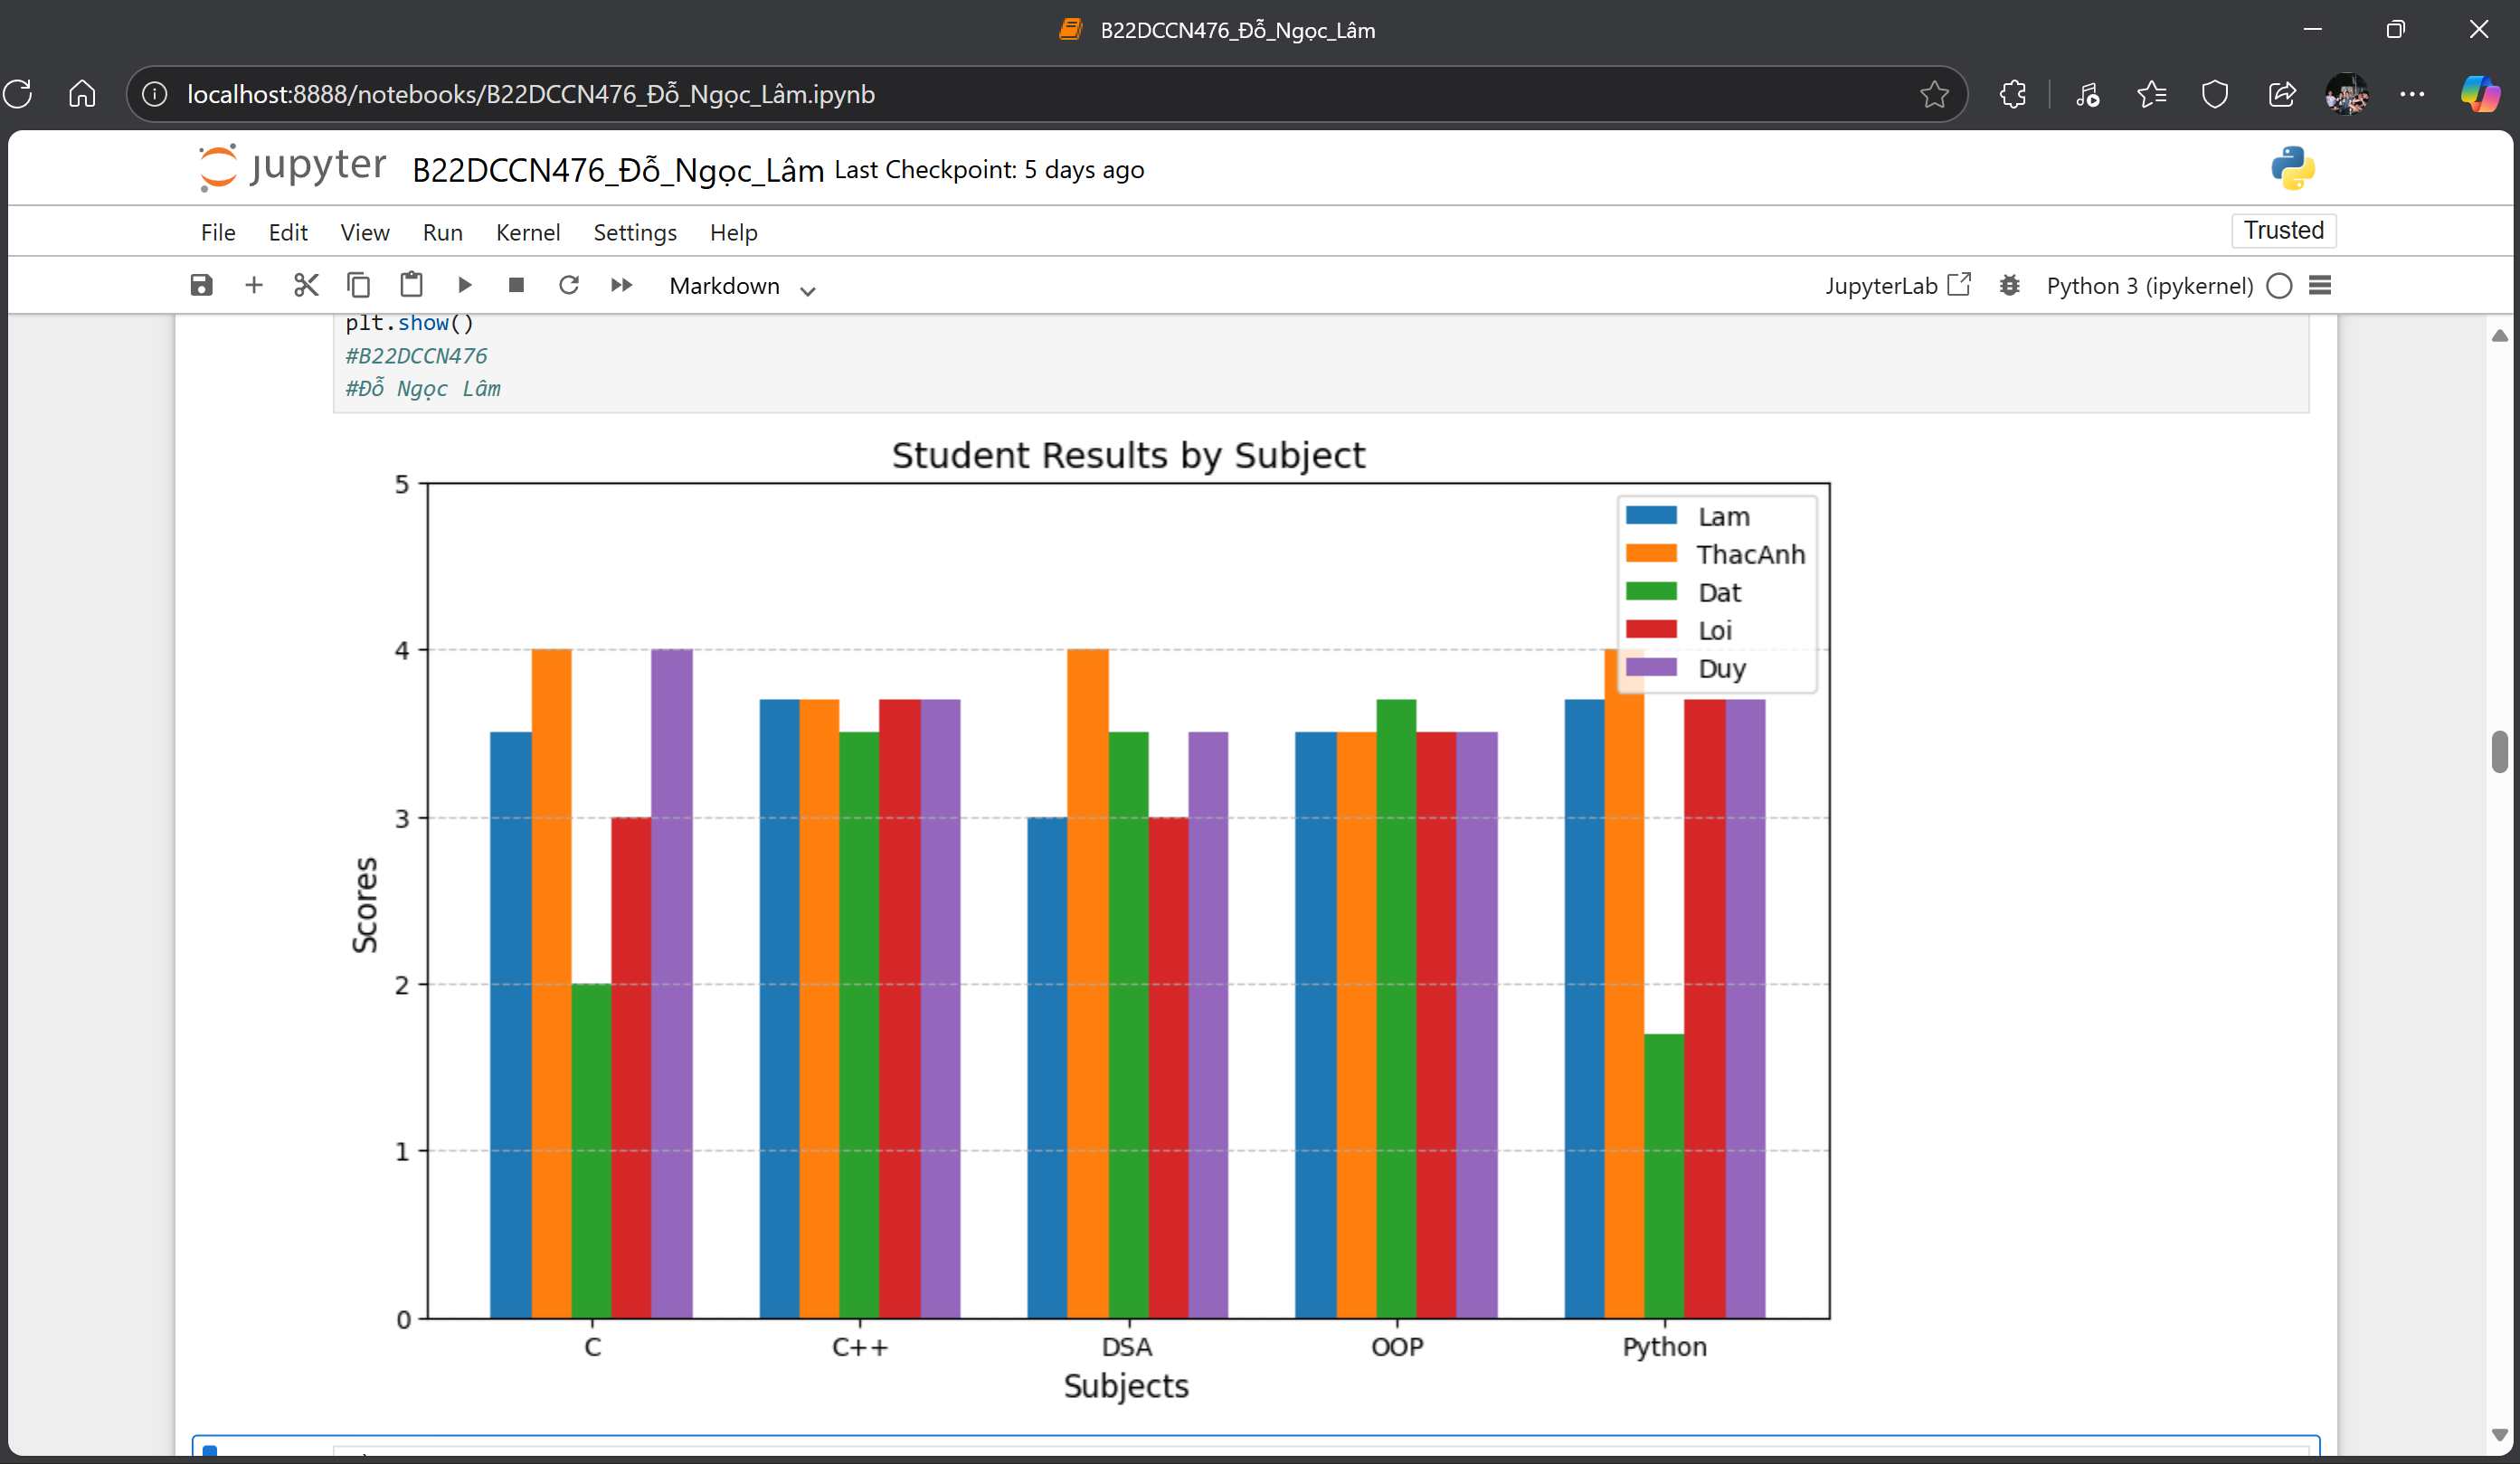 B22DCCN476_Đỗ_Ngọc_Lâm
localhost:8888/notebooks/B22DCCN476_Đỗ_Ngọc_Lâm.ipynb
jupyter B22DCCN476_Đỗ_Ngọc_Lâm Last Checkpoint: 5 days ago
File Edit View Run Kernel Settings Help Trusted
Markdown JupyterLab Python 3 (ipykernel)
plt.show()
#B22DCCN476
#Đỗ Ngọc Lâm
Student Results by Subject
5
4
3
2
1
0
Scores
Lam
ThacAnh
Dat
Loi
Duy
C C++ DSA OOP Python
Subjects